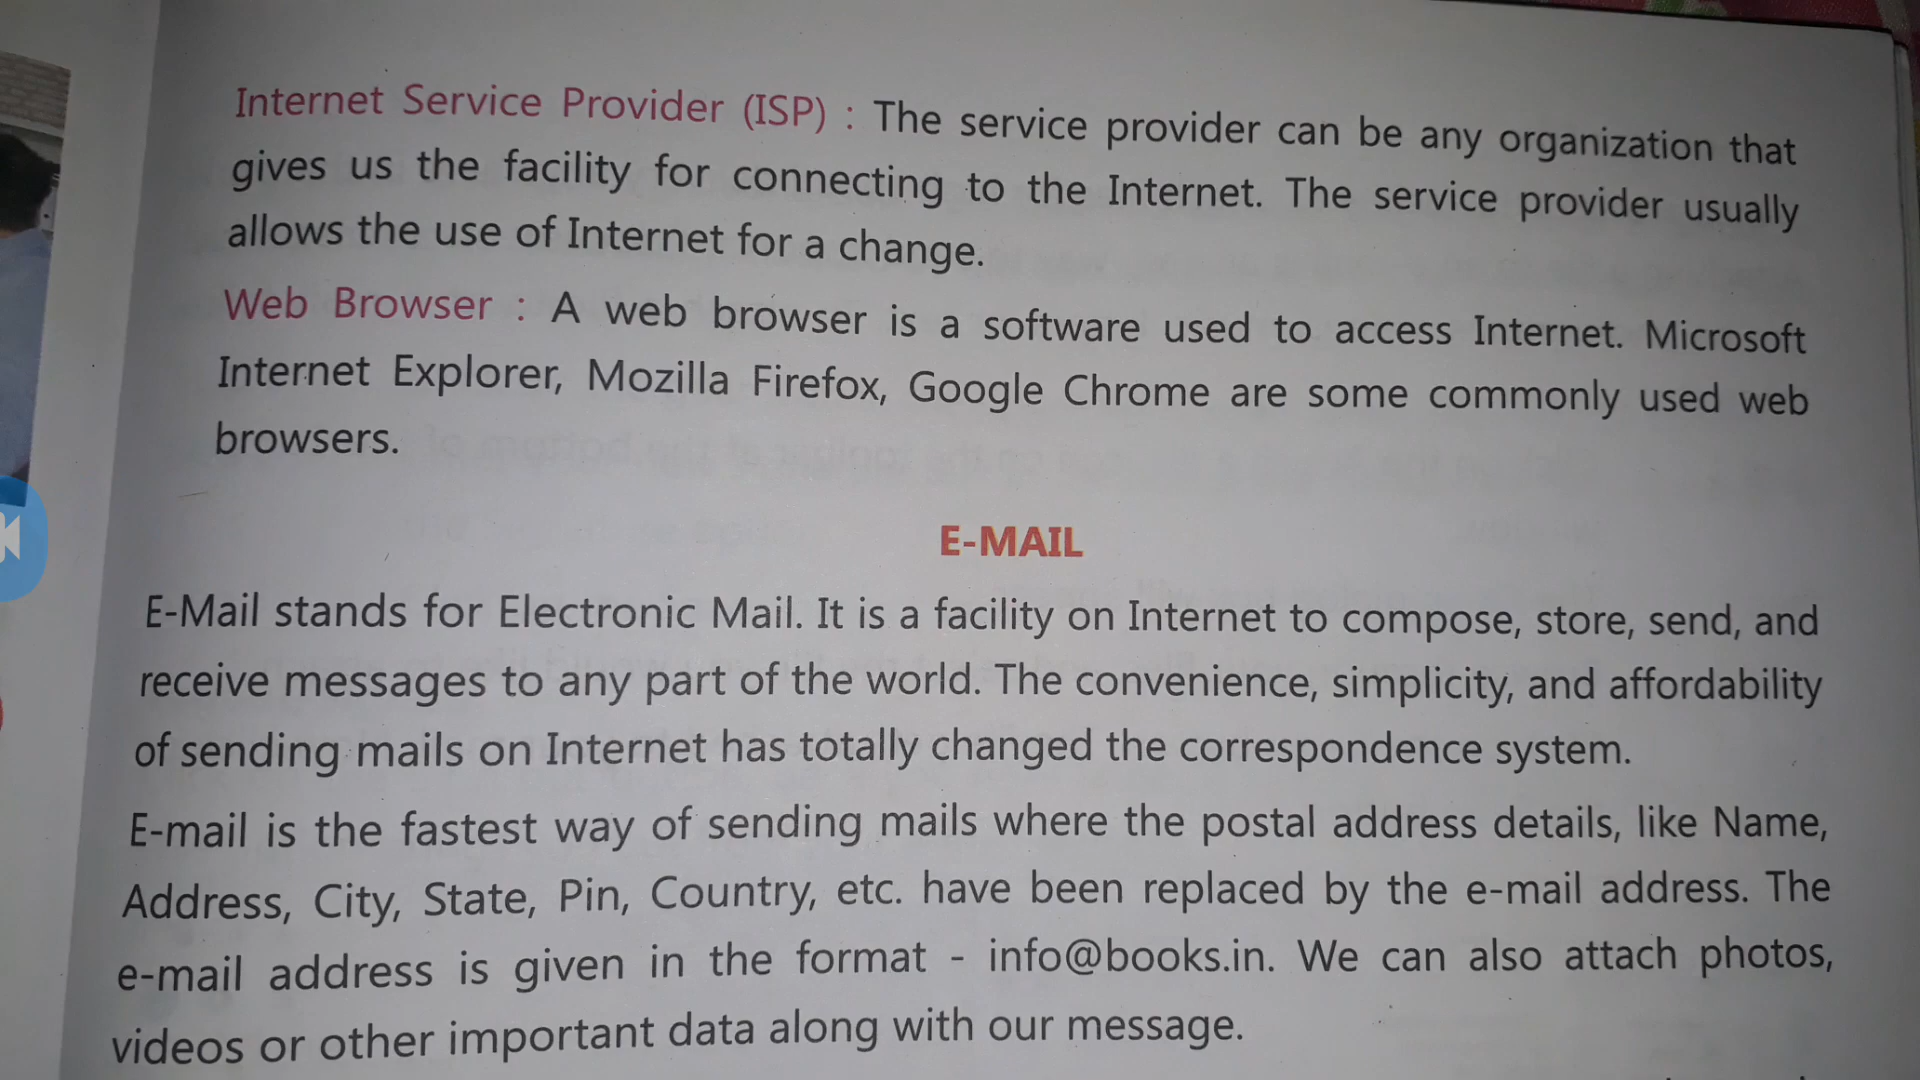 Internet Service Provider (ISP) : The service provider can be any organization that
gives us the facility for connecting to the Internet. The service provider usually
allows the use of Internet for a change.
Web Browser : A web browser is a software used to access Internet. Microsoft
Internet Explorer, Mozilla Firefox, Google Chrome are some commonly used web
browsers.
E-MAIL
E-Mail stands for Electronic Mail. It is a facility on Internet to compose, store, send, and
receive messages to any part of the world. The convenience, simplicity, and affordability
of sending mails on Internet has totally changed the correspondence system.
E-mail is the fastest way of sending mails where the postal address details, like Name,
Address, City, State, Pin, Country, etc. have been replaced by the e-mail address. The
e-mail address is given in the format - info@books.in. We can also attach photos,
videos or other important data along with our message.